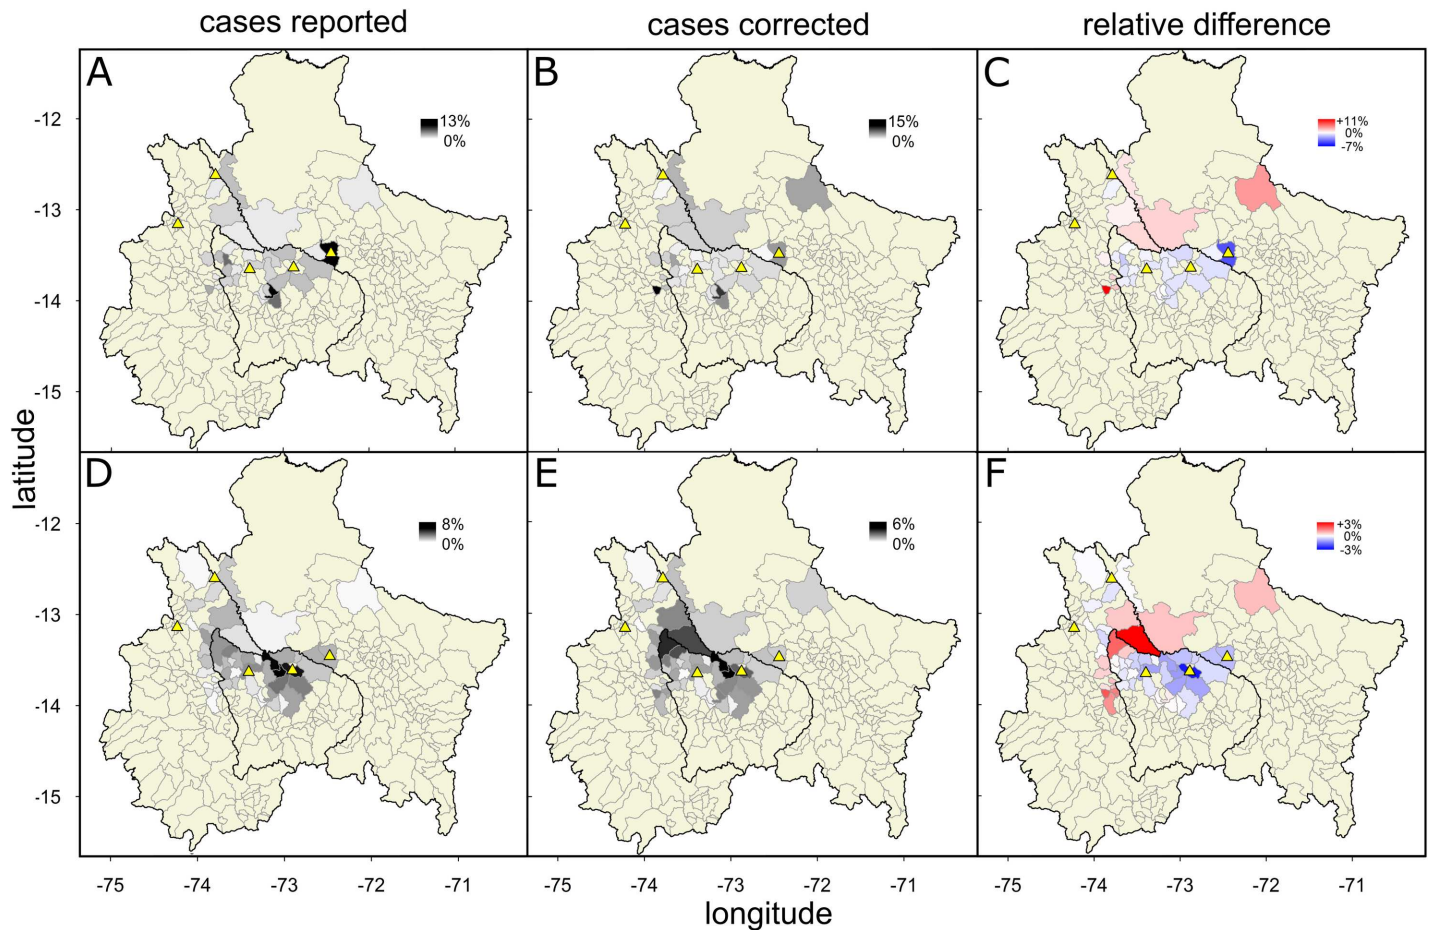 cases reported
cases corrected
relative difference
A
13%
0%
B
15%
0%
C
+11%
0%
-7%
-12
-13
-14
-15
D
8%
0%
E
6%
0%
F
+3%
0%
-3%
-12
-13
-14
-15
latitude
-75 -74 -73 -72 -71
-75 -74 -73 -72 -71
-75 -74 -73 -72 -71
longitude